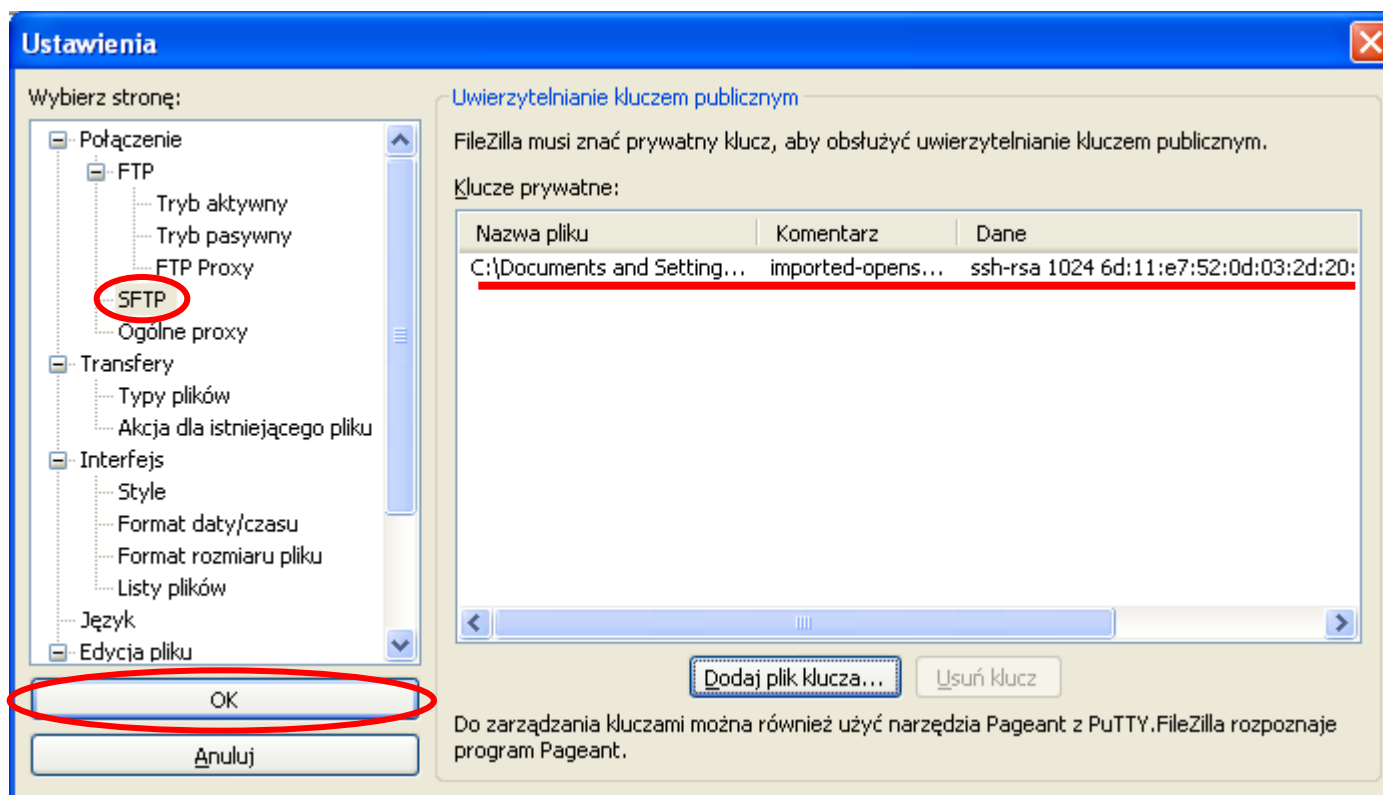 Ustawienia
Wybierz stronę:
Połączenie
FTP
Tryb aktywny
Tryb pasywny
FTP Proxy
SFTP
Ogólne proxy
Transfery
Typy plików
Akcja dla istniejącego pliku
Interfejs
Style
Format daty/czasu
Format rozmiaru pliku
Listy plików
Język
Edycja pliku
OK
Anuluj
Uwierzytelnianie kluczem publicznym
FileZilla musi znać prywatny klucz, aby obsłużyć uwierzytelnianie kluczem publicznym.
Klucze prywatne:
Nazwa pliku Komentarz Dane
C:\Documents and Setting... imported-opens... ssh-rsa 1024 6d:11:e7:52:0d:03:2d:20:
Dodaj plik klucza... Usuń klucz
Do zarządzania kluczami można również użyć narzędzia Pageant z PuTTY.FileZilla rozpoznaje
program Pageant.